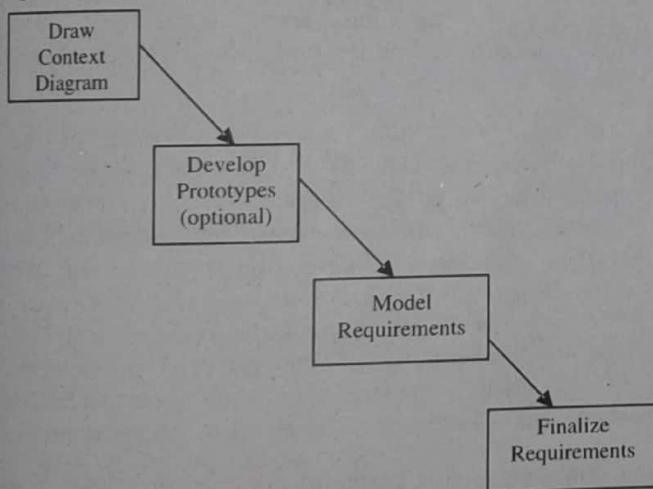 Draw
Context
Diagram
Develop
Prototypes
(optional)
Model
Requirements
Finalize
Requirements